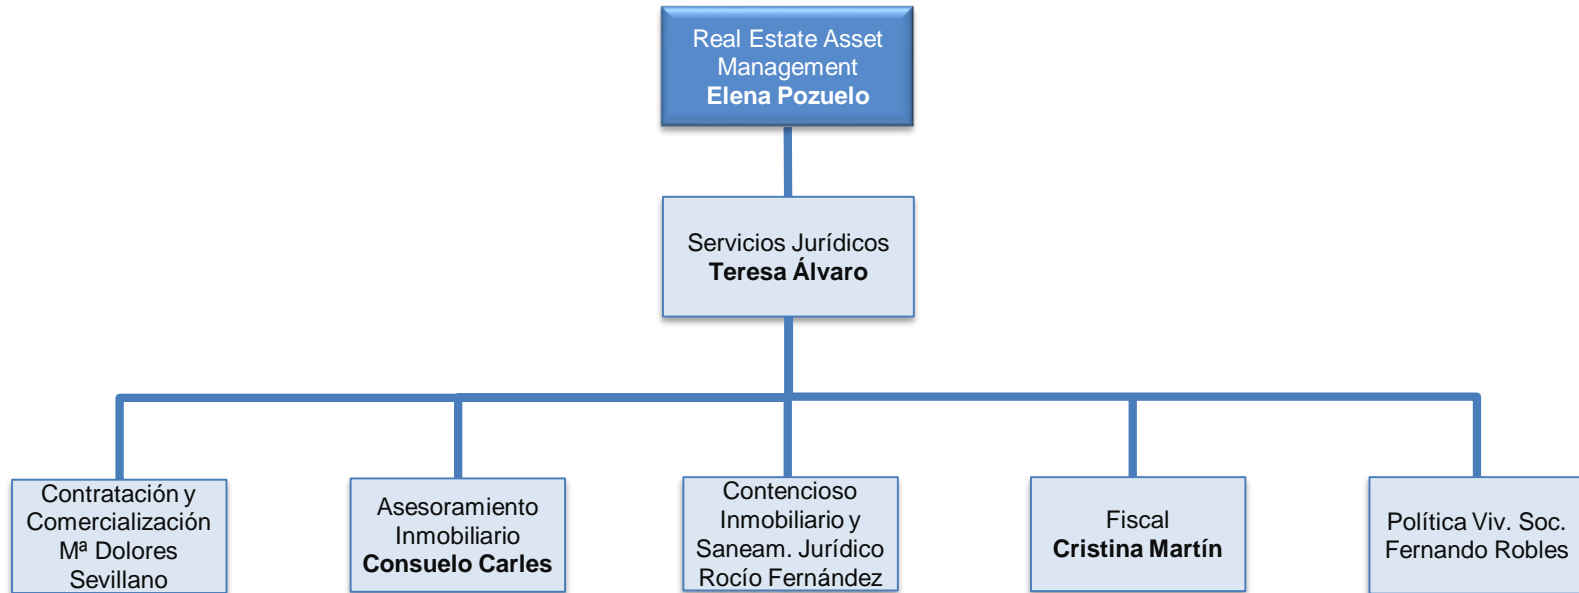 Real Estate Asset
Management
Elena Pozuelo
Servicios Jurídicos
Teresa Álvaro
Contratación y
Comercialización
Mª Dolores
Sevillano
Asesoramiento
Inmobiliario
Consuelo Carles
Contencioso
Inmobiliario y
Saneam. Jurídico
Rocío Fernández
Fiscal
Cristina Martín
Política Viv. Soc.
Fernando Robles